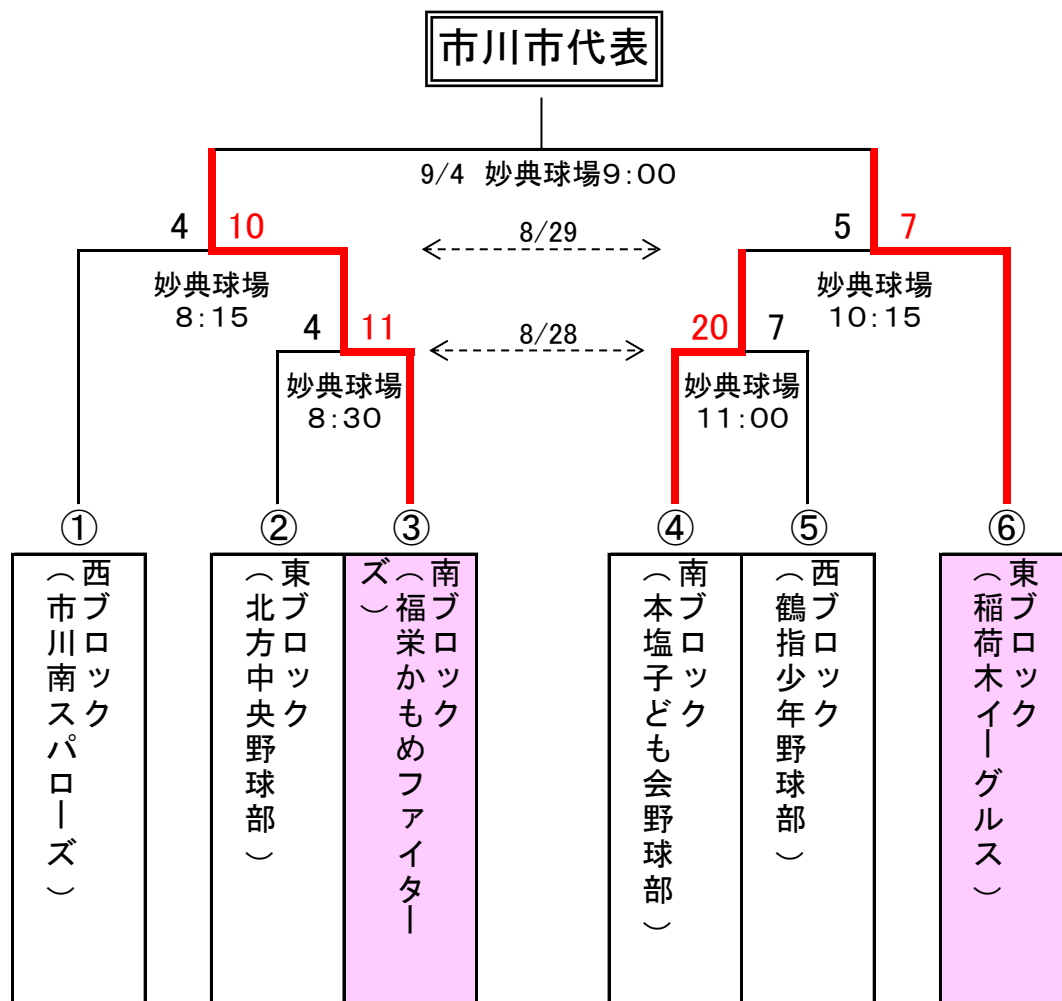 市川市代表
9/4 妙典球場9:00
4 10
8/29
5 7
妙典球場
8:15
妙典球場
10:15
4 11
8/28
20 7
妙典球場
8:30
妙典球場
11:00
①
②
③
④
⑤
⑥
西ブロック
（市川南スパローズ）
東ブロック
（北方中央野球部）
南ブロック
（福栄かもめファイター
ズ）
南ブロック
（本塩子ども会野球部）
西ブロック
（鶴指少年野球部）
東ブロック
（稲荷木イーグルス）